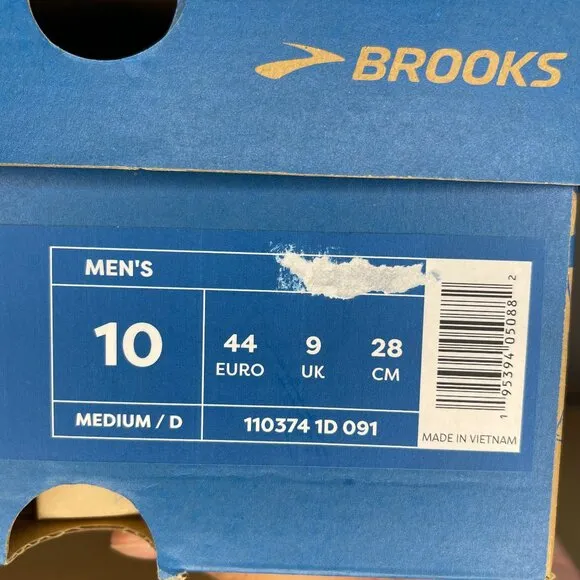 BROOKS
MEN'S
10
44 9 28
EURO UK CM
MEDIUM / D 110374 1D 091
1 95394 05088 2
MADE IN VIETNAM